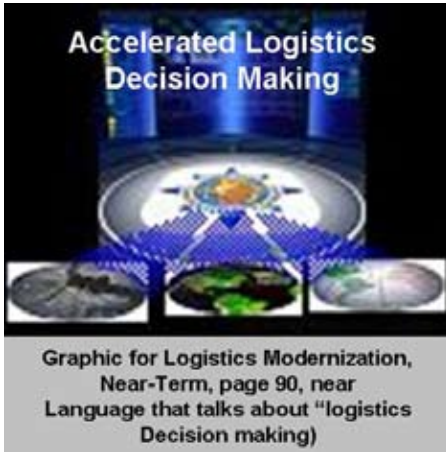 Accelerated Logistics
Decision Making
Graphic for Logistics Modernization,
Near-Term, page 90, near
Language that talks about “logistics
Decision making)